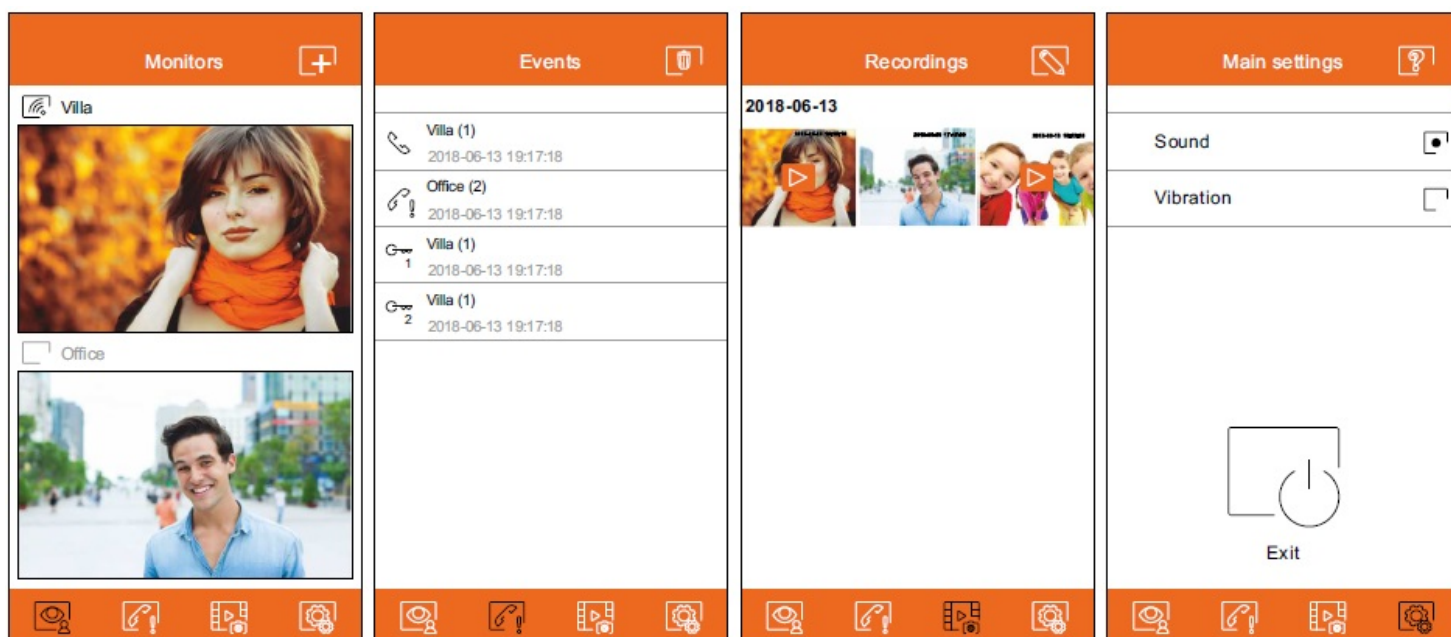 Monitors
Villa
Office
Events
Villa (1)
2018-06-13 19:17:18
Office (2)
2018-06-13 19:17:18
Villa (1)
1
2018-06-13 19:17:18
Villa (1)
2
2018-06-13 19:17:18
Recordings
2018-06-13
Main settings
Sound
Vibration
Exit